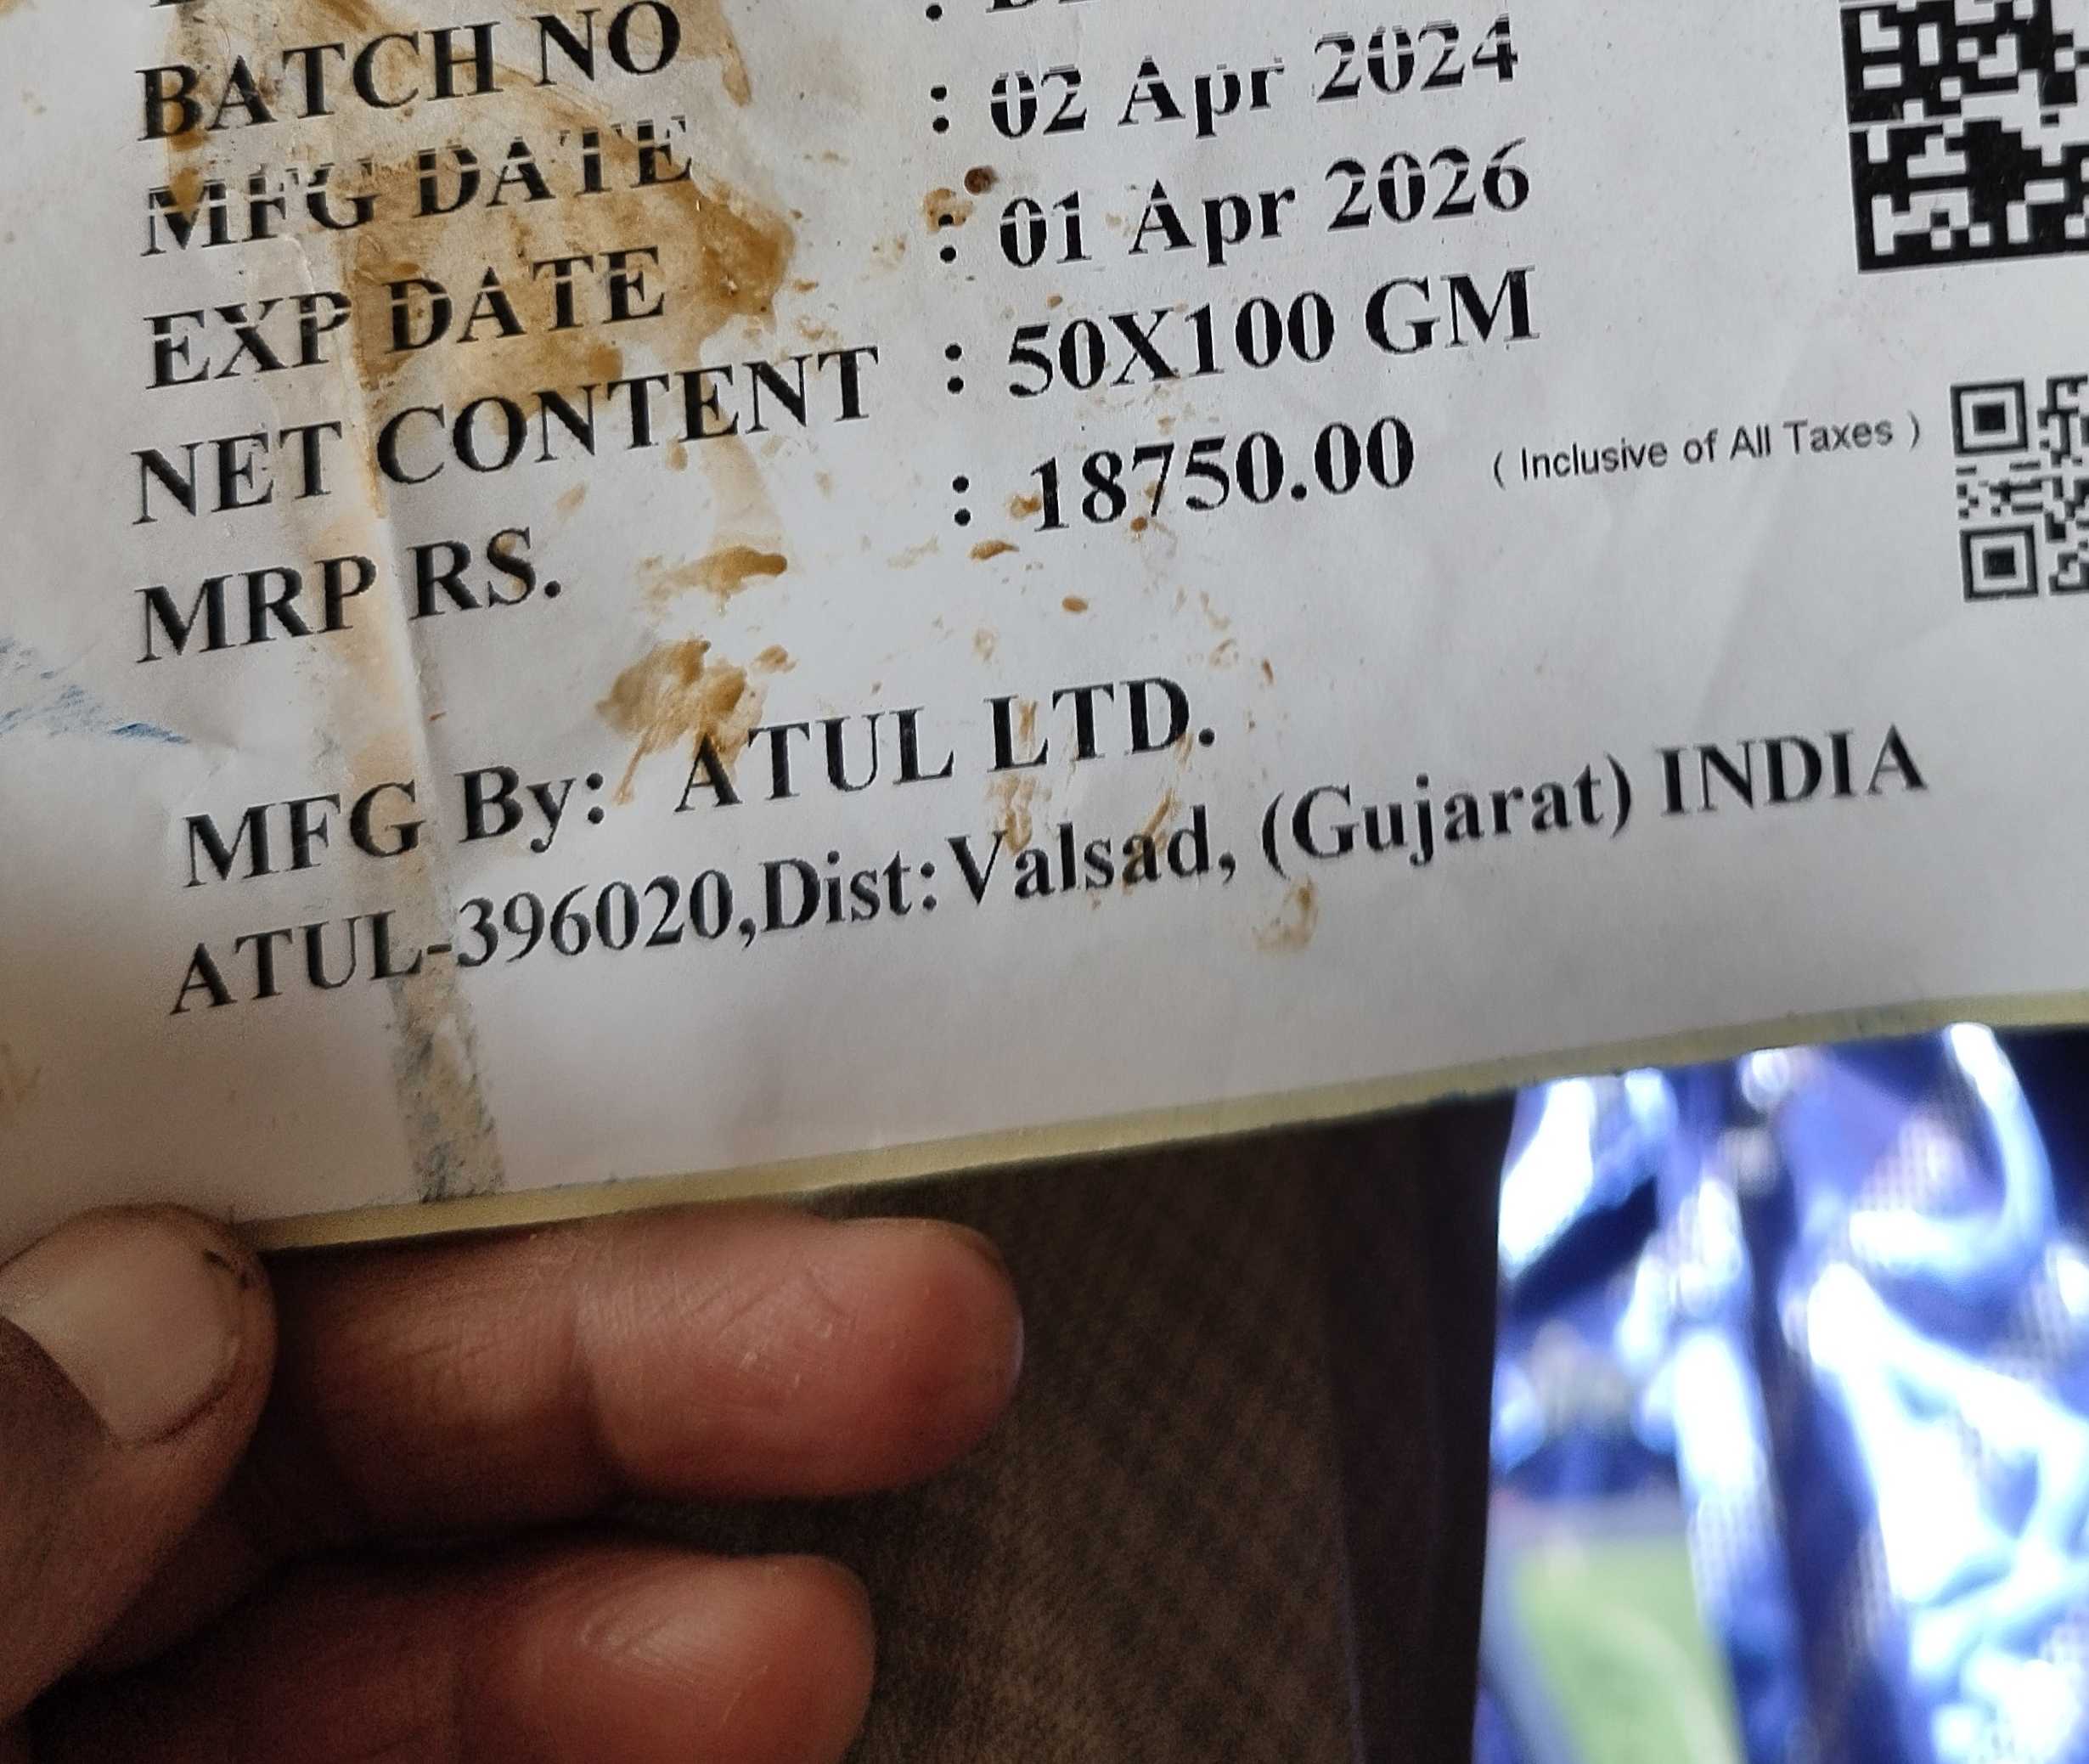 BATCH NO :
MFG DATE : 02 Apr 2024
EXP DATE : 01 Apr 2026
NET CONTENT : 50X100 GM
MRP RS. : 18750.00 ( Inclusive of All Taxes )
MFG By: ATUL LTD.
ATUL-396020,Dist:Valsad, (Gujarat) INDIA